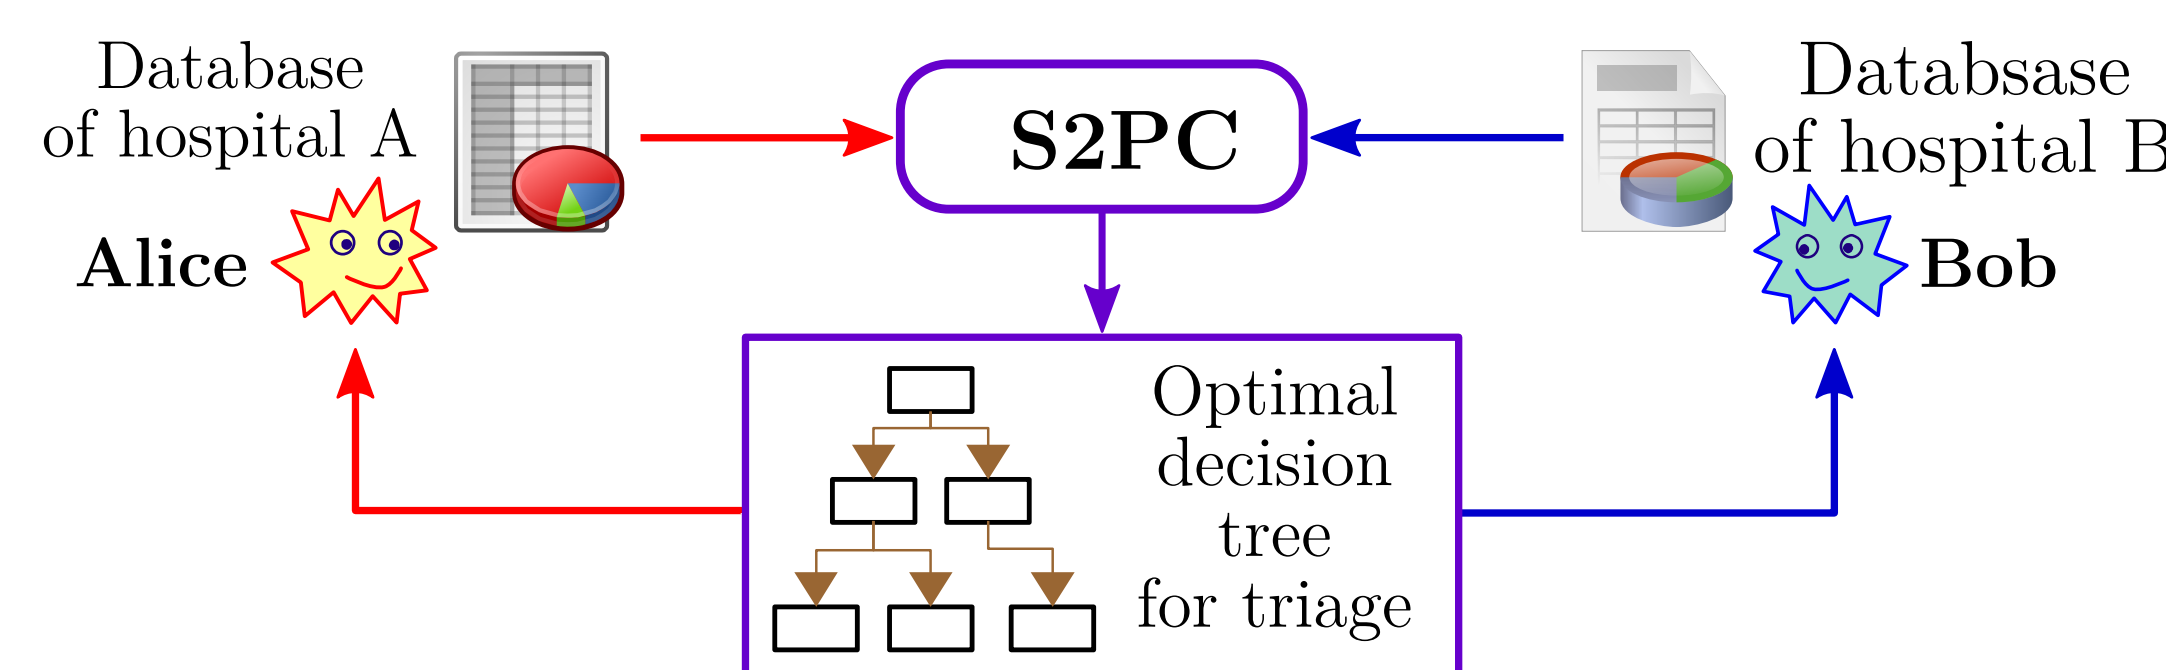 Database
of hospital A
Alice
S2PC
Databsase
of hospital B
Bob
Optimal
decision
tree
for triage